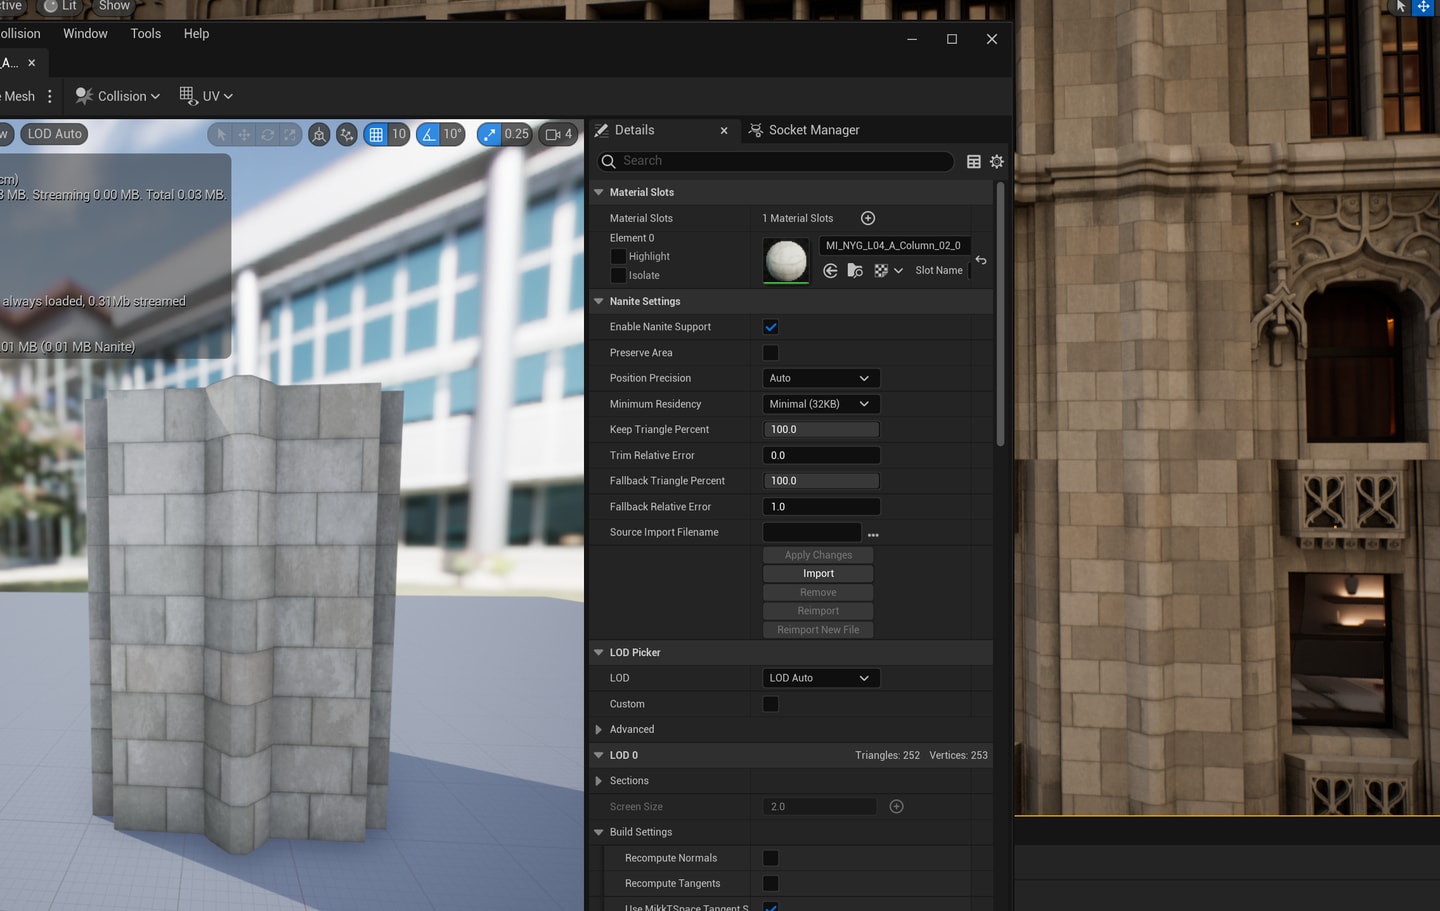 ctive Lit Show
ollision Window Tools Help
_A...
Mesh Collision UV
w LOD Auto 10 10° 0.25 4
cm)
MB. Streaming 0.00 MB. Total 0.03 MB.
always loaded, 0.31Mb streamed
.01 MB (0.01 MB Nanite)
Details Socket Manager
Search
Material Slots
Material Slots 1 Material Slots
Element 0
Highlight
Isolate
MI_NYG_L04_A_Column_02_0
Slot Name
Nanite Settings
Enable Nanite Support
Preserve Area
Position Precision Auto
Minimum Residency Minimal (32KB)
Keep Triangle Percent 100.0
Trim Relative Error 0.0
Fallback Triangle Percent 100.0
Fallback Relative Error 1.0
Source Import Filename
Apply Changes
Import
Remove
Reimport
Reimport New File
LOD Picker
LOD LOD Auto
Custom
Advanced
LOD 0 Triangles: 252 Vertices: 253
Sections
Screen Size 2.0
Build Settings
Recompute Normals
Recompute Tangents
Use MikkTSpace Tangent S